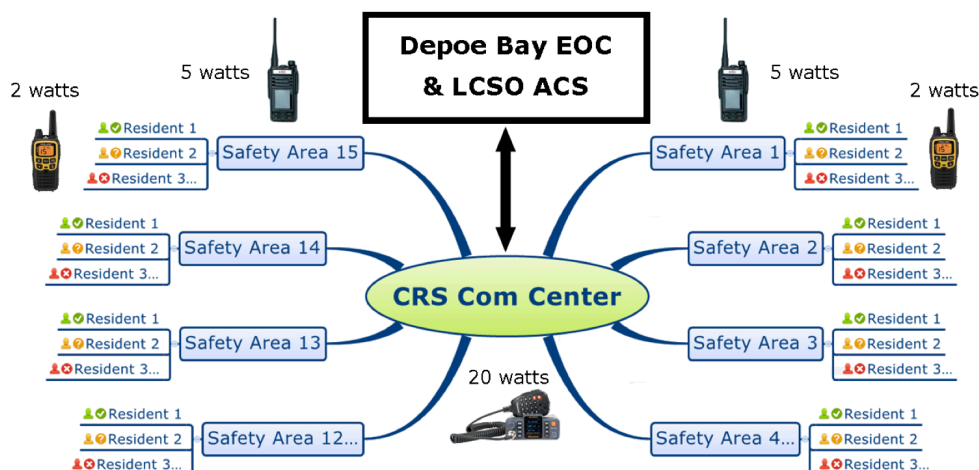 Depoe Bay EOC
& LCSO ACS
5 watts
5 watts
2 watts
2 watts
Resident 1
Resident 2
Resident 3...
Safety Area 15
Safety Area 1
Resident 1
Resident 2
Resident 3...
Resident 1
Resident 2
Resident 3...
Safety Area 14
Safety Area 2
Resident 1
Resident 2
Resident 3...
CRS Com Center
Resident 1
Resident 2
Resident 3...
Safety Area 13
Safety Area 3
Resident 1
Resident 2
Resident 3...
20 watts
Resident 1
Resident 2
Resident 3...
Safety Area 12...
Safety Area 4...
Resident 1
Resident 2
Resident 3...